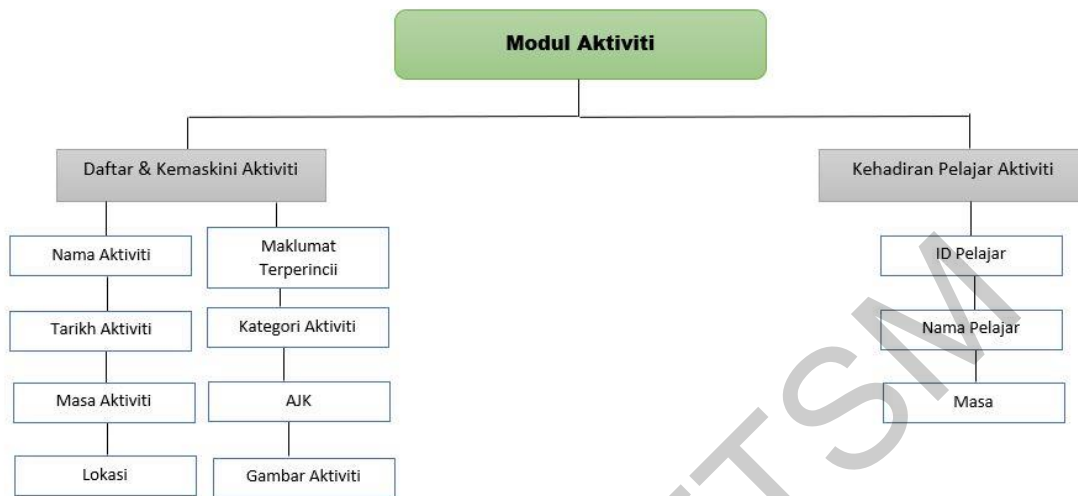 Modul Aktiviti
Daftar & Kemaskini Aktiviti
Nama Aktiviti
Tarikh Aktiviti
Masa Aktiviti
Lokasi
Maklumat
Terperincii
Kategori Aktiviti
AJK
Gambar Aktiviti
Kehadiran Pelajar Aktiviti
ID Pelajar
Nama Pelajar
Masa